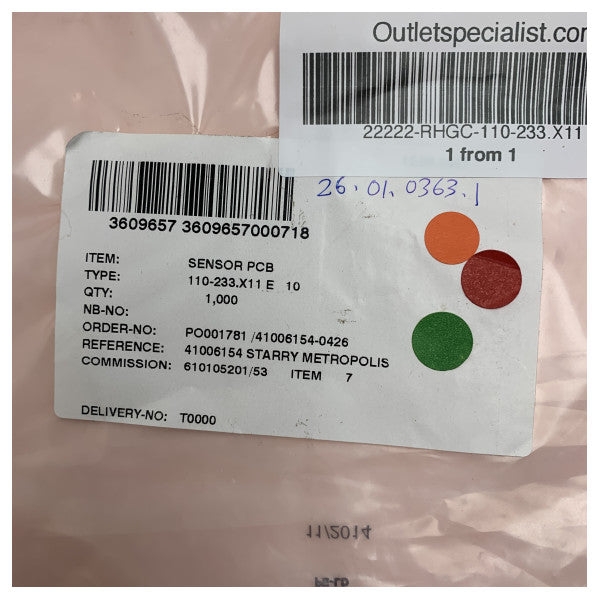 Outletspecialist.com
22222-RHGC-110-233.X11
1 from 1
26.01.0363.1
3609657 3609657000718
ITEM: SENSOR PCB
TYPE: 110-233.X11 E 10
QTY: 1,000
NB-NO:
ORDER-NO: PO001781 /41006154-0426
REFERENCE: 41006154 STARRY METROPOLIS
COMMISSION: 610105201/53 ITEM 7
DELIVERY-NO: T0000
11/2014